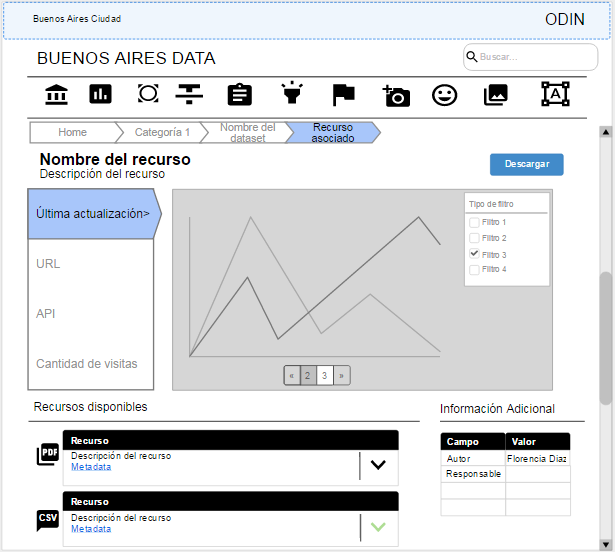 Buenos Aires Ciudad
ODIN
BUENOS AIRES DATA
Buscar...
A
Home
Categoría 1
Nombre del
dataset
Recurso
asociado
Nombre del recurso
Descripción del recurso
Descargar
Última actualización>
URL
API
Cantidad de visitas
Tipo de filtro
Filtro 1
Filtro 2
Filtro 3
Filtro 4
« 2 3 »
Recursos disponibles
Información Adicional
PDF
Recurso
Descripción del recurso
Metadata
CSV
Recurso
Descripción del recurso
Metadata
Campo Valor
Autor Florencia Diaz
Responsable